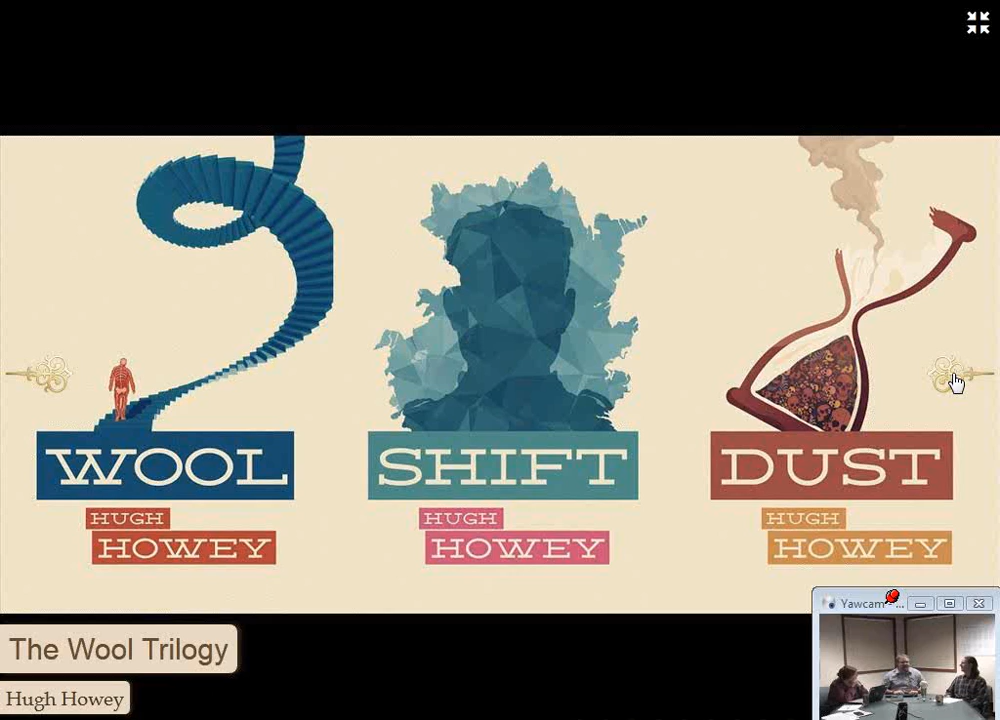 WOOL
HUGH
HOWEY
SHIFT
HUGH
HOWEY
DUST
HUGH
HOWEY
Yawcam - ...
The Wool Trilogy
Hugh Howey